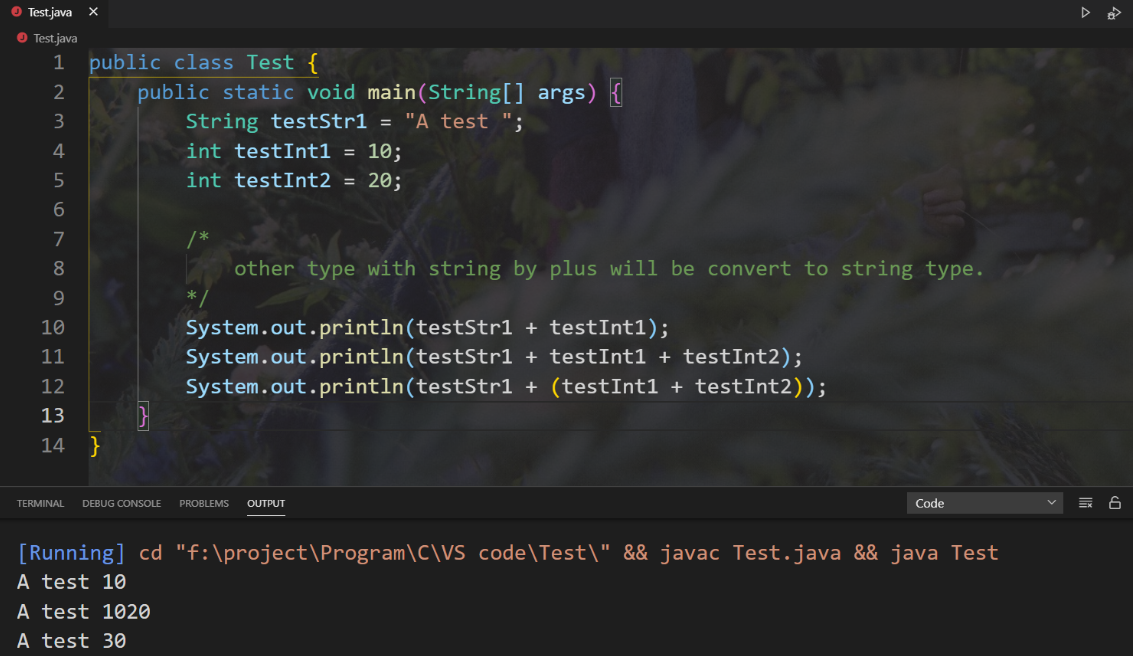 Test.java
Test.java
1 public class Test {
2     public static void main(String[] args) {
3         String testStr1 = "A test ";
4         int testInt1 = 10;
5         int testInt2 = 20;
6
7         /*
8             other type with string by plus will be convert to string type.
9         */
10         System.out.println(testStr1 + testInt1);
11         System.out.println(testStr1 + testInt1 + testInt2);
12         System.out.println(testStr1 + (testInt1 + testInt2));
13     }
14 }
TERMINAL DEBUG CONSOLE PROBLEMS OUTPUT Code
[Running] cd "f:\project\Program\C\VS code\Test\" && javac Test.java && java Test
A test 10
A test 1020
A test 30